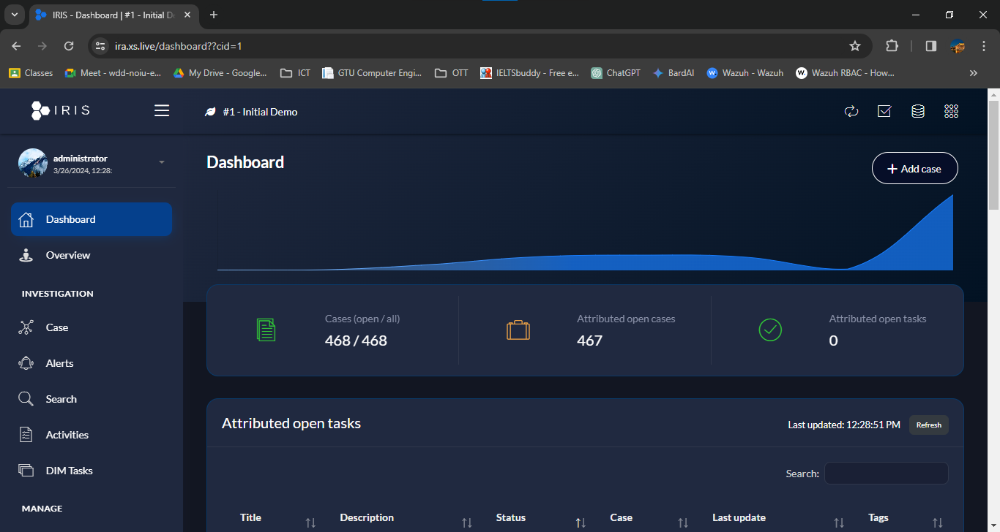 IRIS - Dashboard | #1 - Initial D
ira.xs.live/dashboard??cid=1
Classes
Meet - wdd-noiu-e...
My Drive - Google...
ICT
GTU Computer Engi...
OTT
IELTSbuddy - Free e...
ChatGPT
BardAI
Wazuh - Wazuh
Wazuh RBAC - How...
IRIS
#1 - Initial Demo
administrator
3/26/2024, 12:28:
Dashboard
Overview
INVESTIGATION
Case
Alerts
Search
Activities
DIM Tasks
MANAGE
Dashboard
+ Add case
Cases (open / all)
468 / 468
Attributed open cases
467
Attributed open tasks
0
Attributed open tasks
Last updated: 12:28:51 PM
Refresh
Search:
Title
Description
Status
Case
Last update
Tags